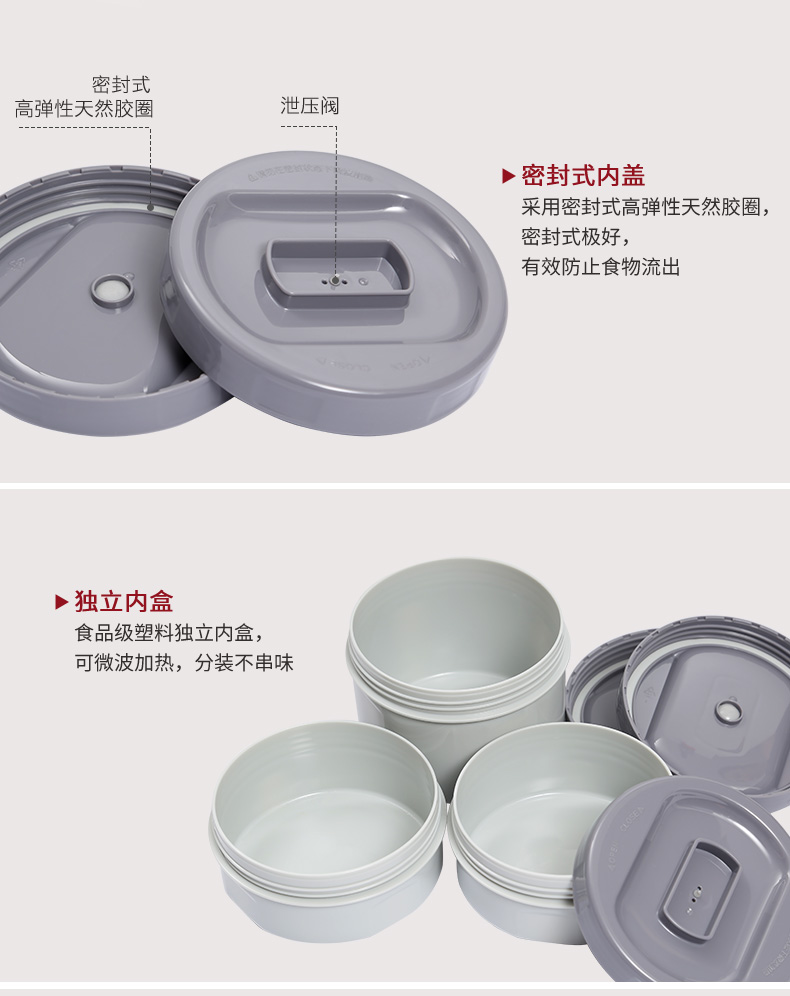 密封式
高弹性天然胶圈
泄压阀
▶密封式内盖
采用密封式高弹性天然胶圈，
密封式极好，
有效防止食物流出
▶独立内盒
食品级塑料独立内盒，
可微波加热，分装不串味